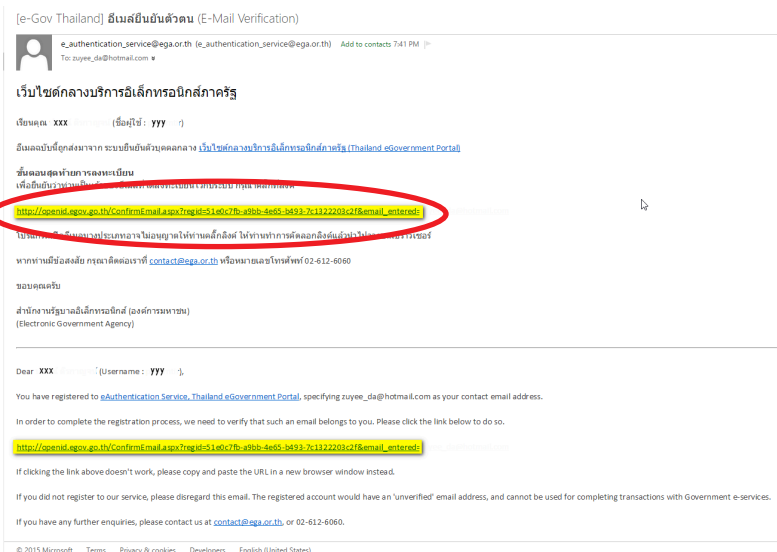 [e-Gov Thailand] อีเมล์ยืนยันตัวตน (E-Mail Verification)
e_authentication_service@ega.or.th (e_authentication_service@ega.or.th) Add to contacts 7:41 PM
To: zuyee_da@hotmail.com
เว็บไซต์กลางบริการอิเล็กทรอนิกส์ภาครัฐ
เรียนคุณ xxx (ชื่อผู้ใช้ : yyy )
อีเมลฉบับนี้ถูกส่งมาจาก ระบบยืนยันตัวบุคคลกลาง เว็บไซต์กลางบริการอิเล็กทรอนิกส์ภาครัฐ (Thailand eGovernment Portal)
ขั้นตอนสุดท้ายการลงทะเบียน
http://openid.egov.go.th/ConfirmEmail.aspx?regid=51e0c7fb-a9bb-4e65-b493-7c1322203c2f&email_entered=
หากท่านมีข้อสงสัย กรุณาติดต่อเราที่ contact@ega.or.th หรือหมายเลขโทรศัพท์ 02-612-6060
ขอบคุณครับ
สำนักงานรัฐบาลอิเล็กทรอนิกส์ (องค์การมหาชน)
(Electronic Government Agency)
Dear xxx (Username : yyy ),
You have registered to eAuthentication Service, Thailand eGovernment Portal, specifying zuyee_da@hotmail.com as your contact email address.
In order to complete the registration process, we need to verify that such an email belongs to you. Please click the link below to do so.
http://openid.egov.go.th/ConfirmEmail.aspx?regid=51e0c7fb-a9bb-4e65-b493-7c1322203c2f&email_entered=
If clicking the link above doesn't work, please copy and paste the URL in a new browser window instead.
If you did not register to our service, please disregard this email. The registered account would have an 'unverified' email address, and cannot be used for completing transactions with Government e-services.
If you have any further enquiries, please contact us at contact@ega.or.th, or 02-612-6060.
© 2015 Microsoft Terms Privacy & cookies Developers English (United States)